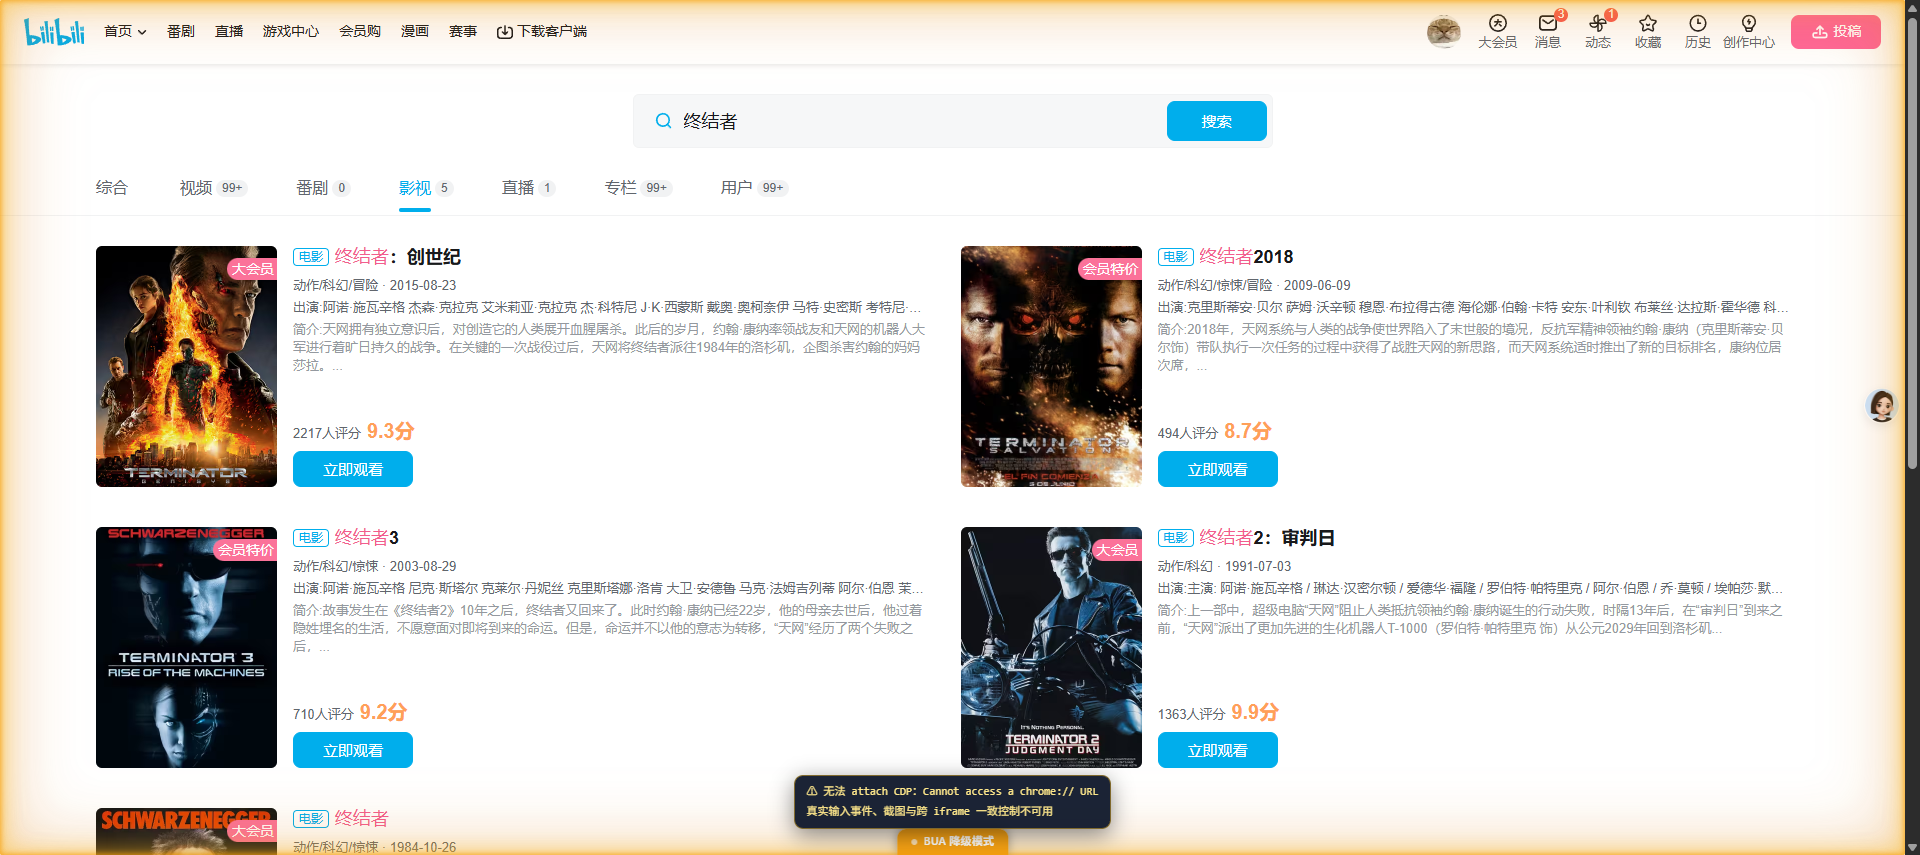 bilibili 首页 番剧 直播 游戏中心 会员购 漫画 赛事 下载客户端
大会员 消息 3 动态 1 收藏 历史 创作中心 投稿
终结者 搜索
综合 视频 99+ 番剧 0 影视 5 直播 1 专栏 99+ 用户 99+
大会员
TERMINATOR
GENISYS
电影 终结者：创世纪
动作/科幻/冒险 · 2015-08-23
出演:阿诺·施瓦辛格 杰森·克拉克 艾米莉亚·克拉克 杰·科特尼 J·K·西蒙斯 戴奥·奥柯奈伊 马特·史密斯 考特尼·...
简介:天网拥有独立意识后，对创造它的人类展开血腥屠杀。此后的岁月，约翰·康纳率领战友和天网的机器人大
军进行着旷日持久的战争。在关键的一次战役过后，天网将终结者派往1984年的洛杉矶，企图杀害约翰的妈妈
莎拉。...
2217人评分 9.3分
立即观看
会员特价
TERMINATOR
SALVATION
EL FIN COMIENZA
5 DE JUNIO
电影 终结者2018
动作/科幻/惊悚/冒险 · 2009-06-09
出演:克里斯蒂安·贝尔 萨姆·沃辛顿 穆恩·布拉得古德 海伦娜·伯翰·卡特 安东·叶利钦 布莱丝·达拉斯·霍华德 科...
简介:2018年，天网系统与人类的战争使世界陷入了末世般的境况，反抗军精神领袖约翰·康纳（克里斯蒂安·贝
尔饰）带队执行一次任务的过程中获得了战胜天网的新思路，而天网系统适时推出了新的目标排名，康纳位居
次席，...
494人评分 8.7分
立即观看
SCHWARZENEGGER
会员特价
TERMINATOR 3
RISE OF THE MACHINES
电影 终结者3
动作/科幻/惊悚 · 2003-08-29
出演:阿诺·施瓦辛格 尼克·斯塔尔 克莱尔·丹妮丝 克里斯塔娜·洛肯 大卫·安德鲁 马克·法姆吉列蒂 阿尔·伯恩 茉...
简介:故事发生在《终结者2》10年之后，终结者又回来了。此时约翰·康纳已经22岁，他的母亲去世后，他过着
隐姓埋名的生活，不愿意面对即将到来的命运。但是，命运并不以他的意志为转移，“天网”经历了两个失败之
后，...
710人评分 9.2分
立即观看
大会员
IT'S NOTHING PERSONAL.
TERMINATOR 2
JUDGMENT DAY
电影 终结者2：审判日
动作/科幻 · 1991-07-03
出演:主演: 阿诺·施瓦辛格 / 琳达·汉密尔顿 / 爱德华·福隆 / 罗伯特·帕特里克 / 阿尔·伯恩 / 乔·莫顿 / 埃帕莎·默...
简介:上一部中，超级电脑“天网”阻止人类抵抗领袖约翰·康纳诞生的行动失败，时隔13年后，在“审判日”到来之
前，“天网”派出了更加先进的生化机器人T-1000（罗伯特·帕特里克 饰）从公元2029年回到洛杉矶...
1363人评分 9.9分
立即观看
SCHWARZENEGGER
大会员
电影 终结者
动作/科幻/惊悚 · 1984-10-26
⚠ 无法 attach CDP: Cannot access a chrome:// URL
真实输入事件、截图与跨 iframe 一致控制不可用
BUA 降级模式